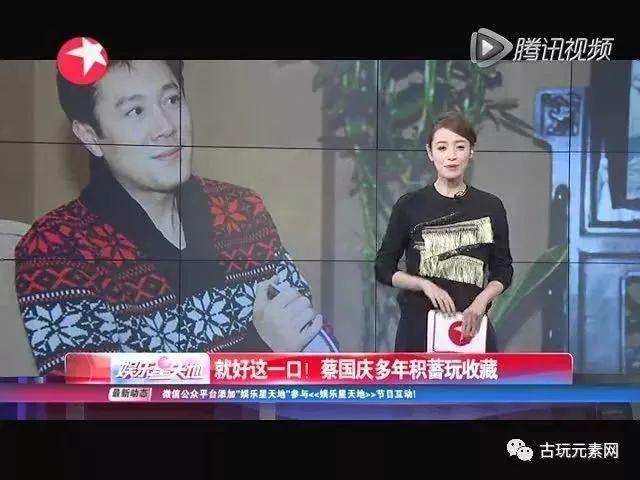 腾讯视频
娱乐星天地
就好这一口！蔡国庆多年积蓄玩收藏
最新动态
微信公众平台添加"娱乐星天地"参与<<娱乐星天地>>节目互动!
古玩元素网